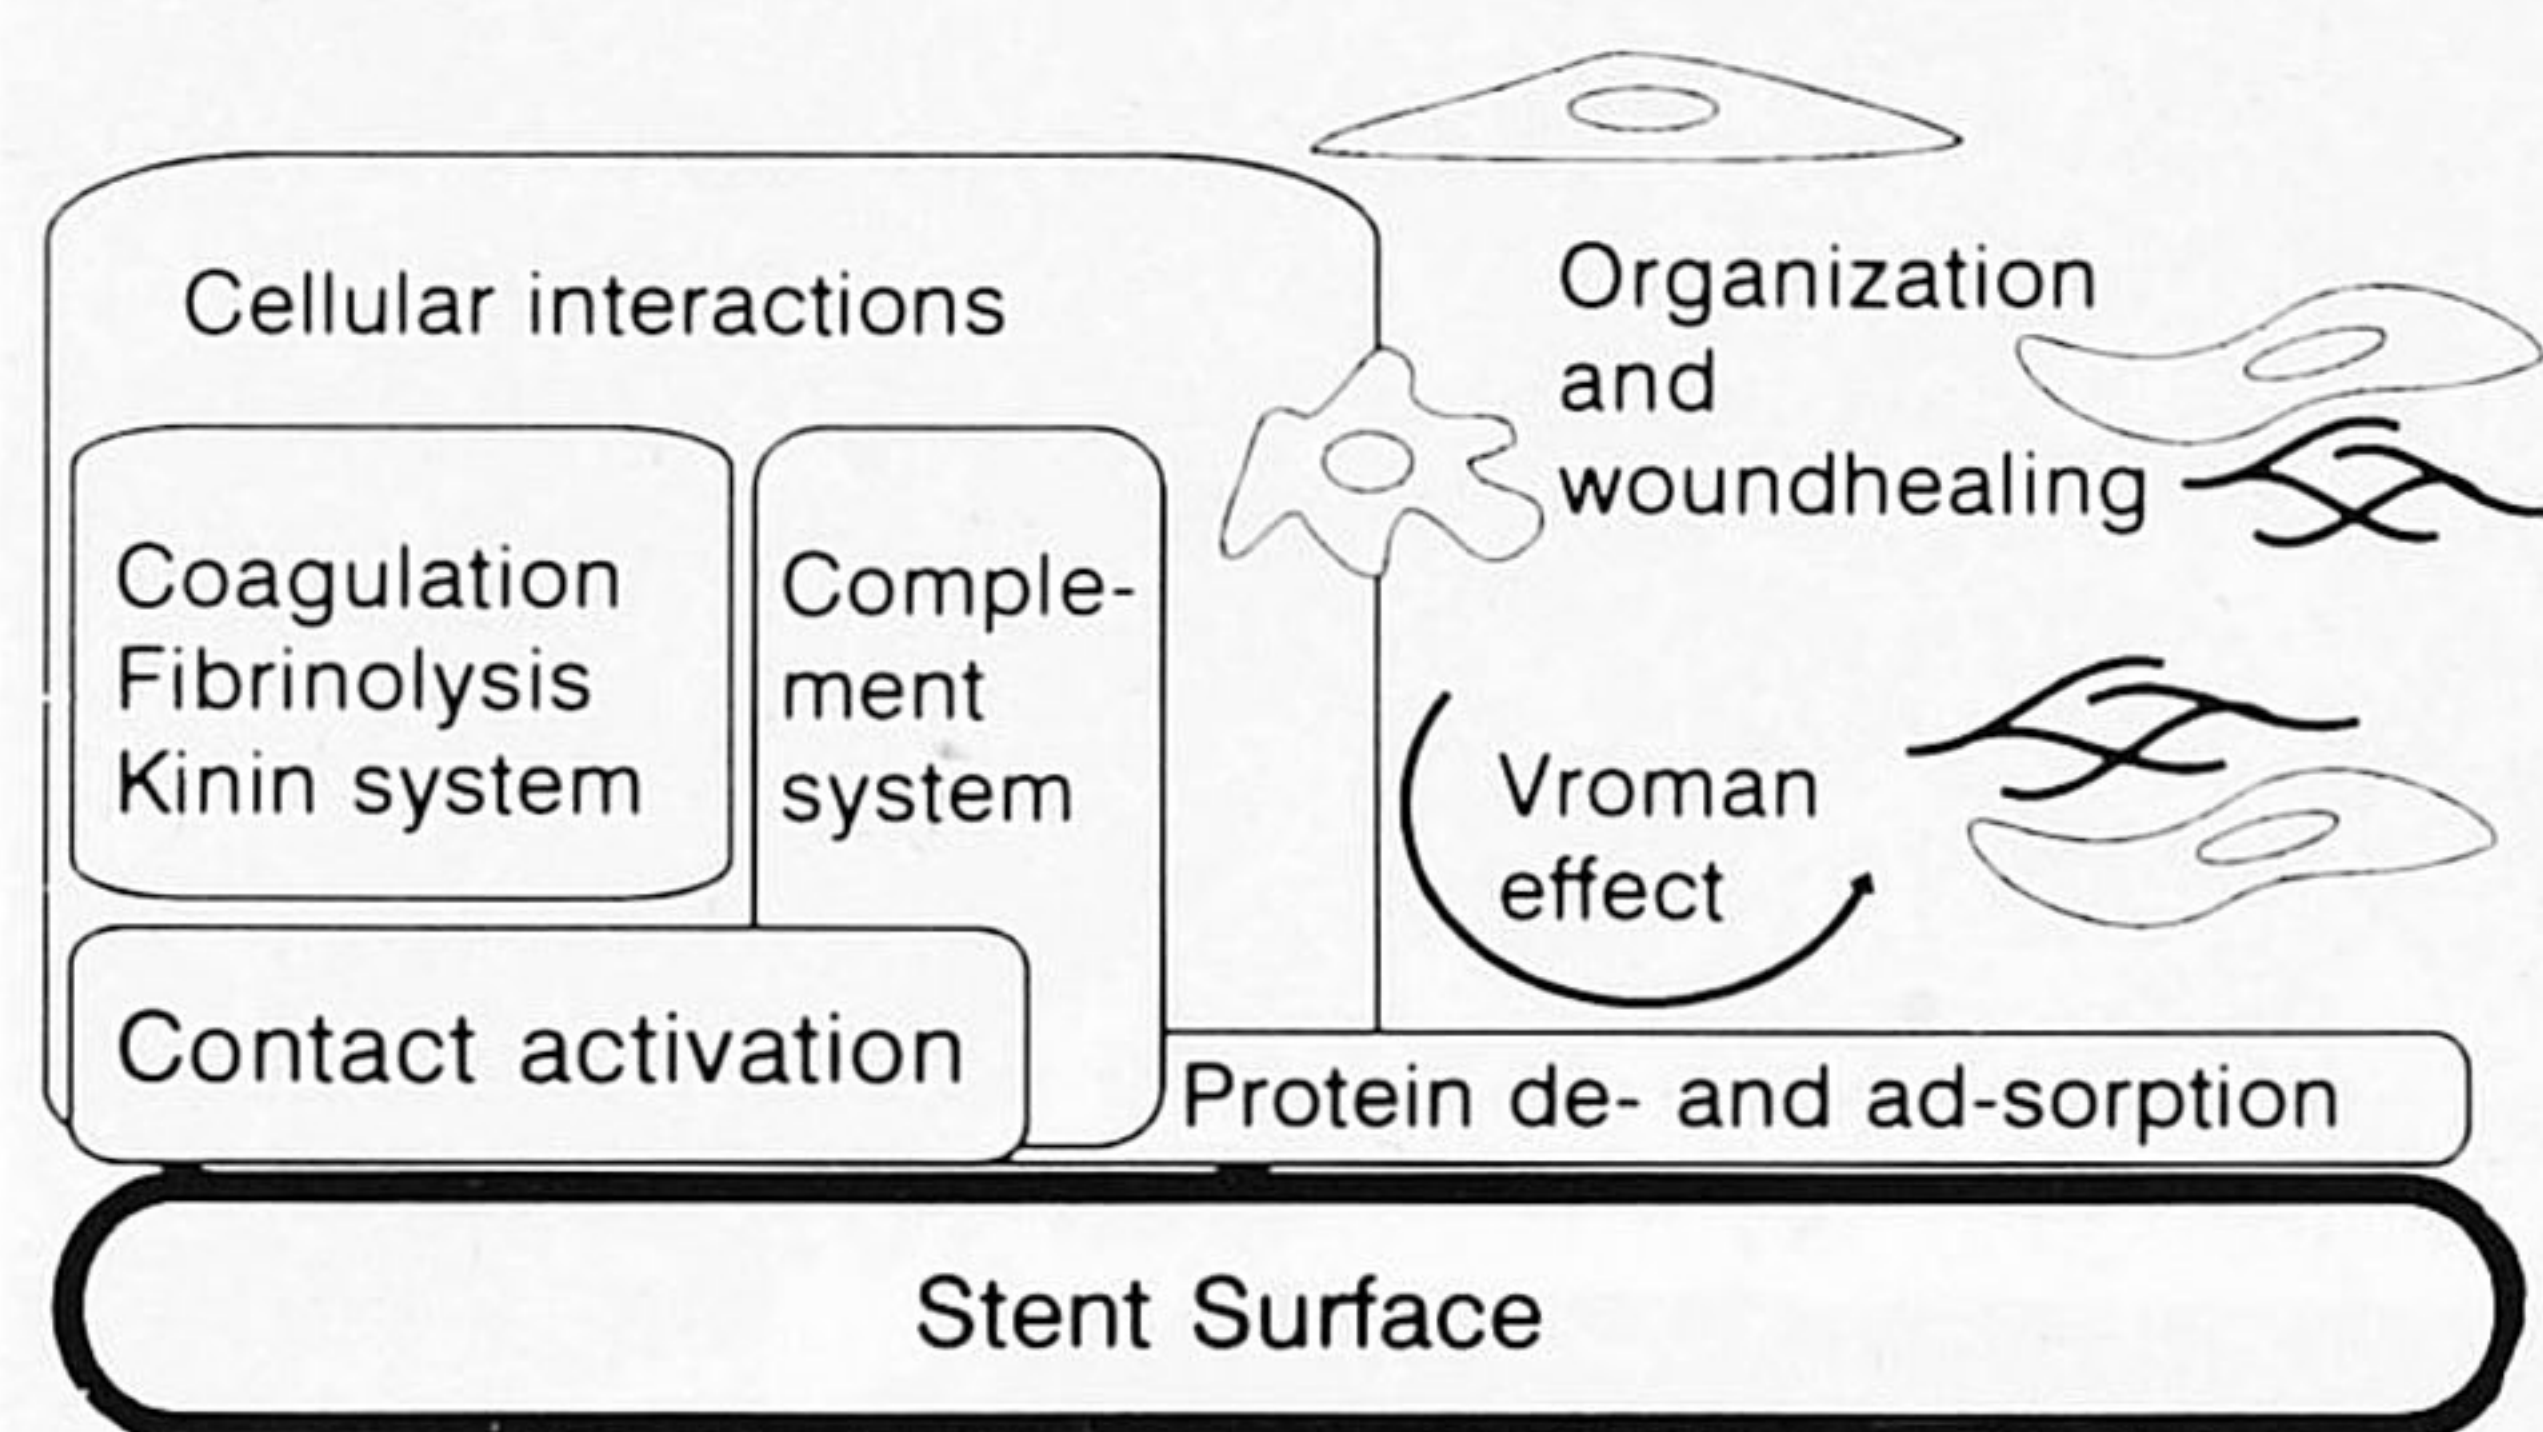 Cellular interactions
Organization
and
woundhealing
Coagulation
Fibrinolysis
Kinin system
Comple-
ment
system
Vroman
effect
Contact activation
Protein de- and ad-sorption
Stent Surface